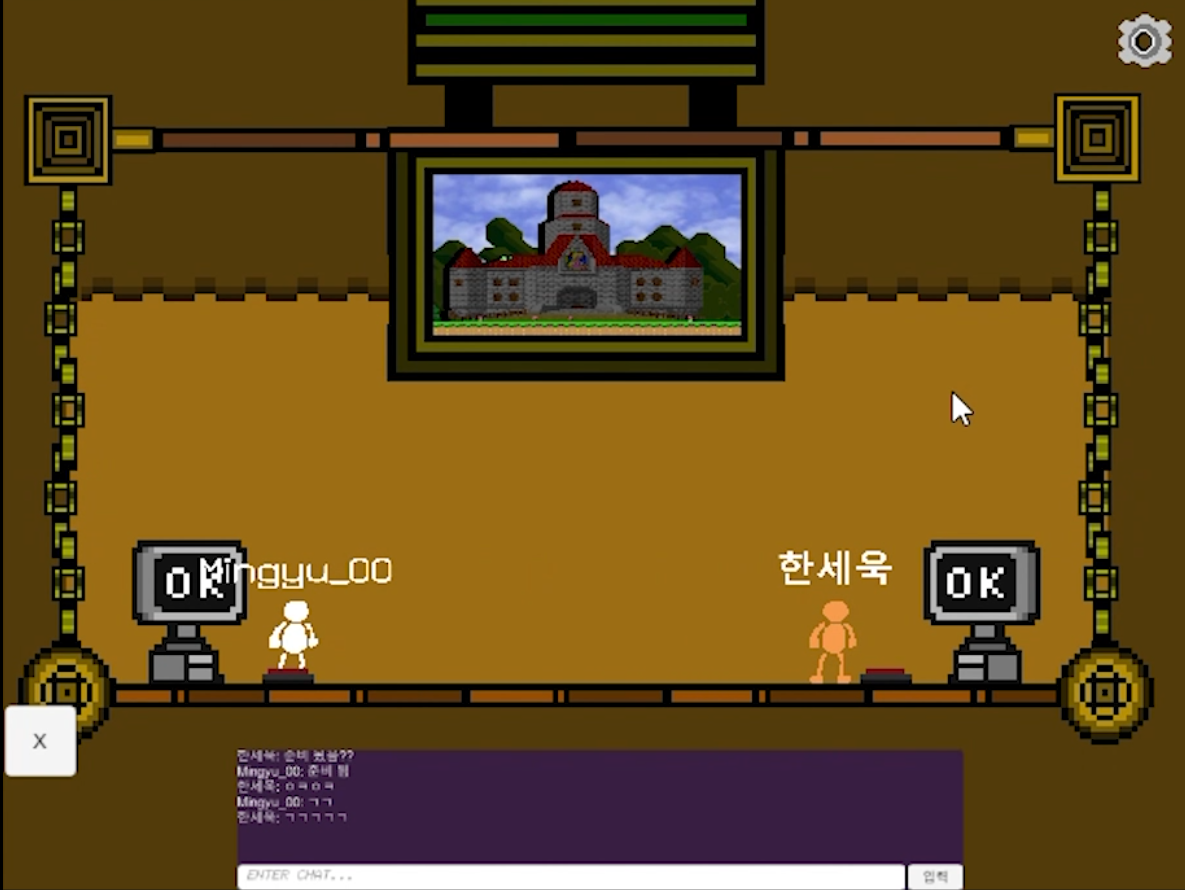 OK
Mingyu_00
한세욱
OK
X
한세욱: 준비 됬음??
Mingyu_00: 준비 됨
한세욱: ㅇㅋㅇㅋ
Mingyu_00: ㄱㄱ
한세욱: ㄱㄱㄱㄱㄱ
ENTER CHAT...
입력